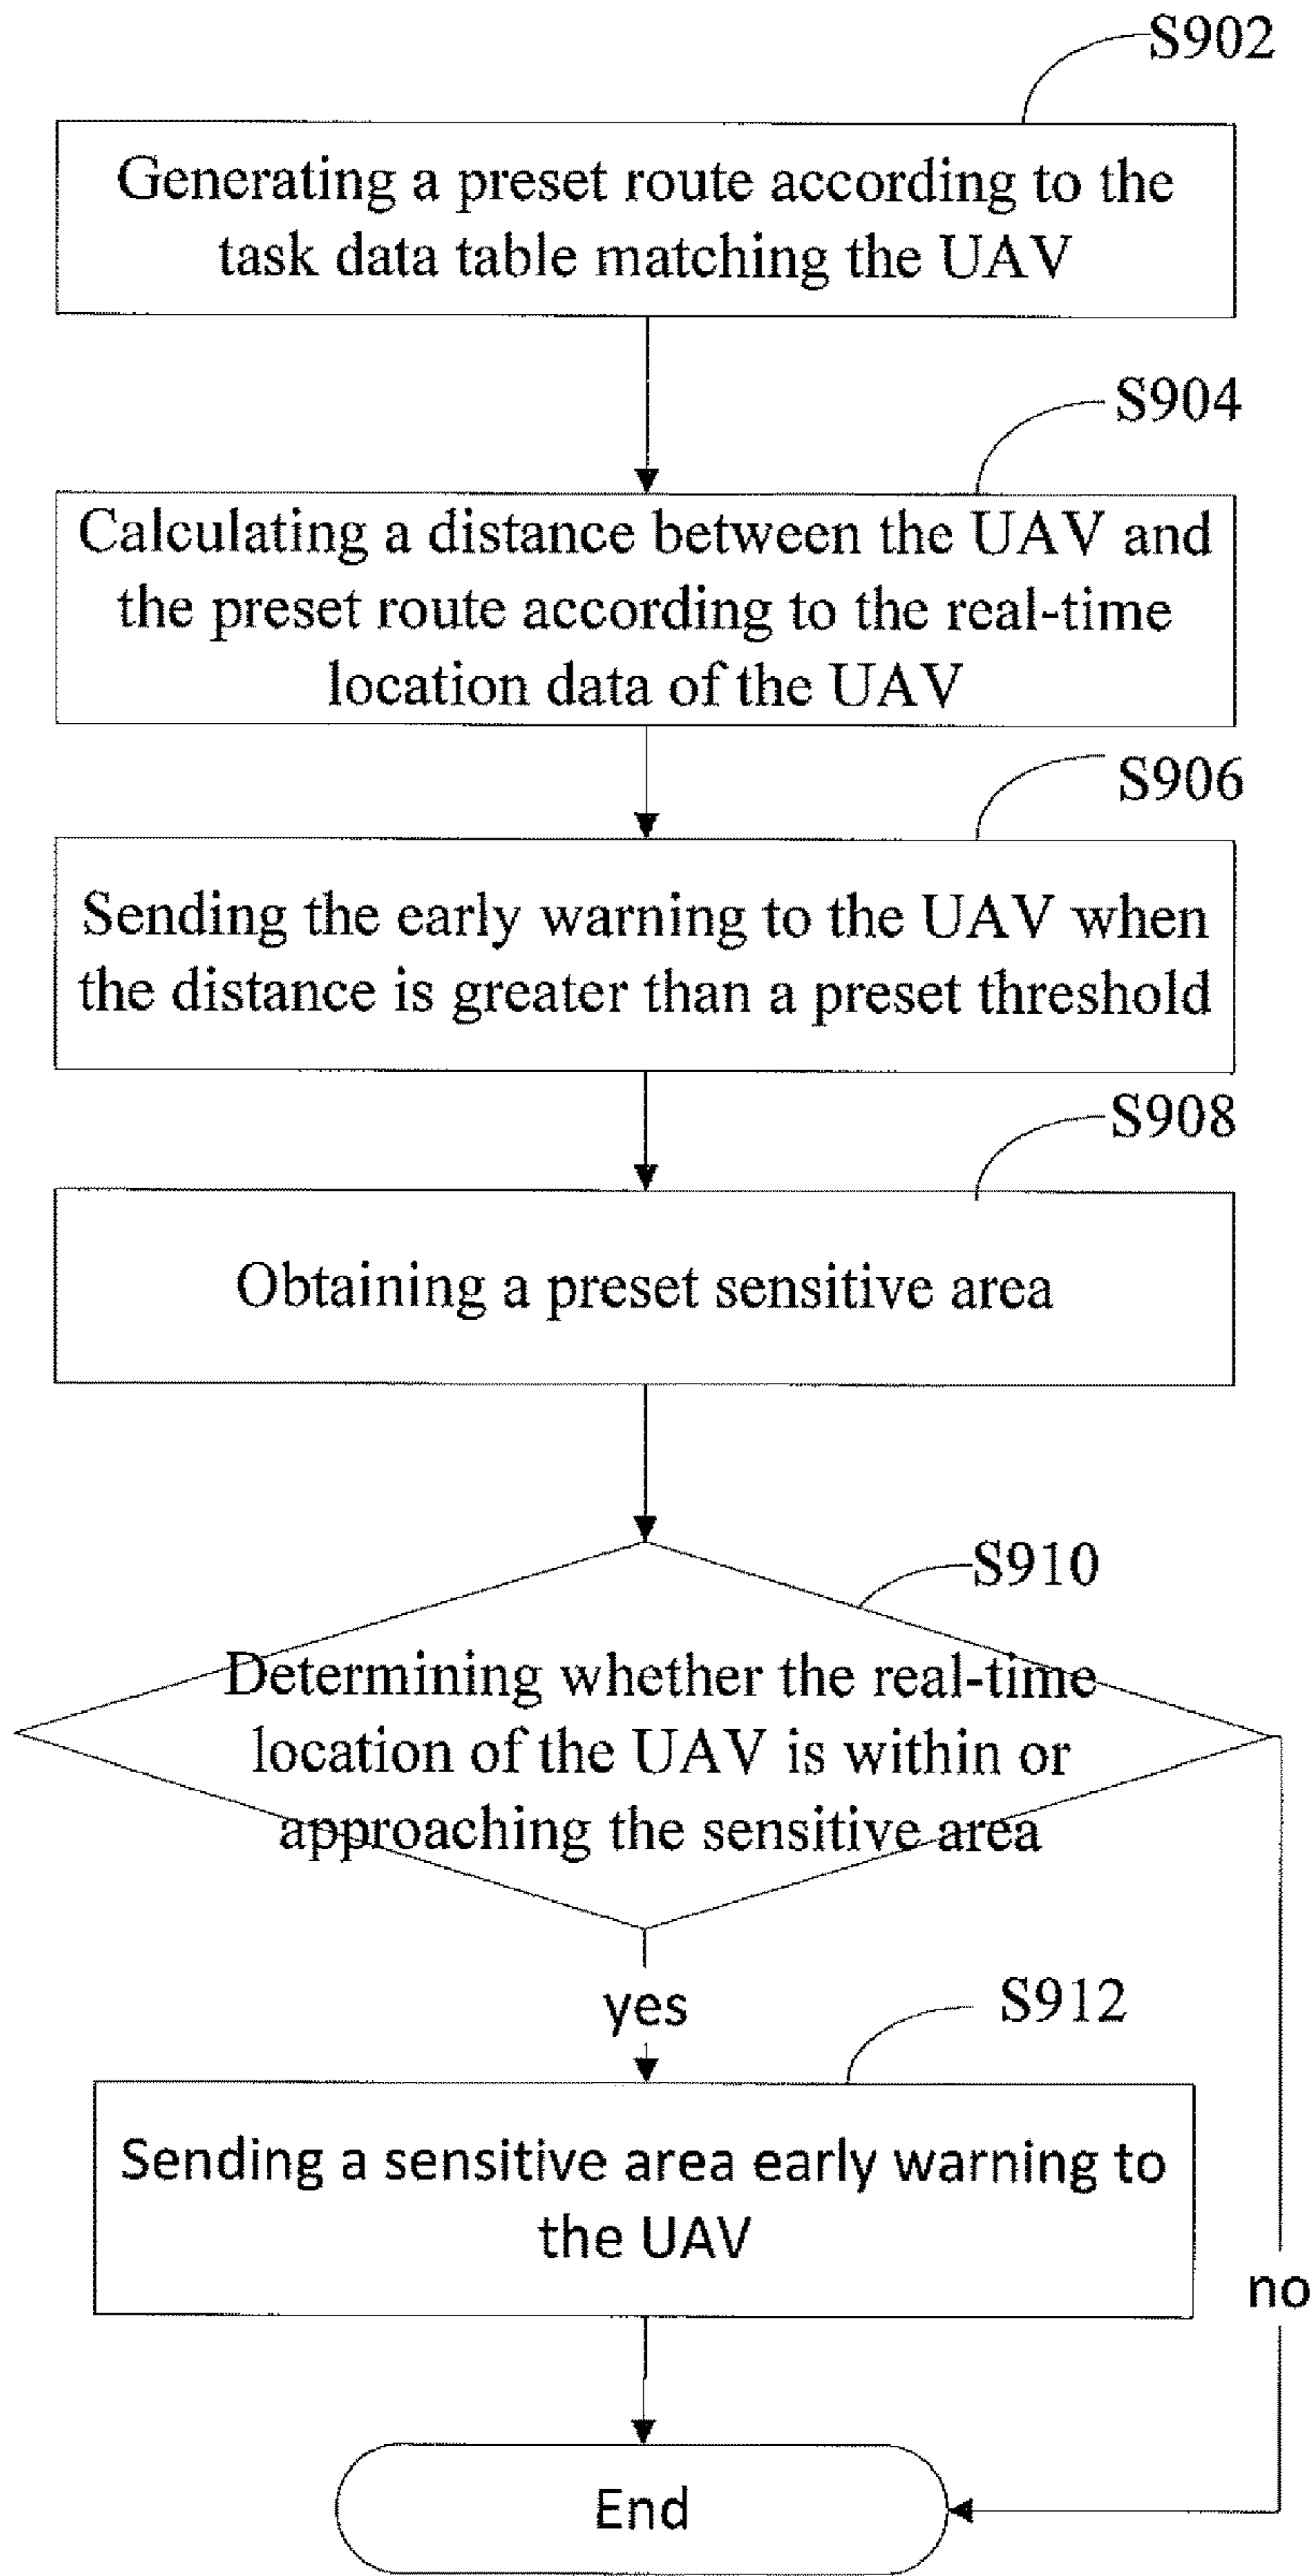 S902
Generating a preset route according to the
task data table matching the UAV
S904
Calculating a distance between the UAV and
the preset route according to the real-time
location data of the UAV
S906
Sending the early warning to the UAV when
the distance is greater than a preset threshold
S908
Obtaining a preset sensitive area
S910
Determining whether the real-time
location of the UAV is within or
approaching the sensitive area
yes
S912
Sending a sensitive area early warning to
the UAV
no
End